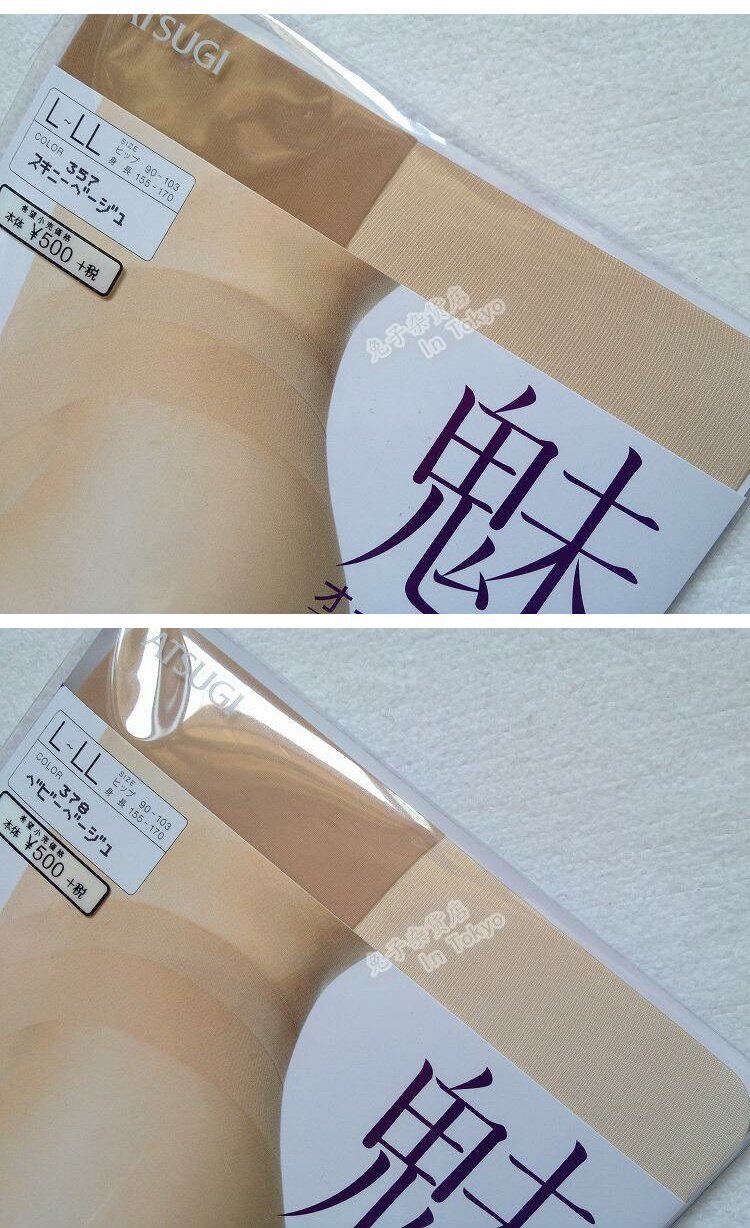 ATSUGI
L~LL
SIZE
ヒップ 90-103
身長 155-170
COLOR
357
スキニーベージュ
希望小売価格
本体 ¥500 +税
兔子杂货店
In Tokyo
魅
オ
ATSUGI
L~LL
SIZE
ヒップ 90-103
身長 155-170
COLOR
378
ベビーベージュ
希望小売価格
本体 ¥500 +税
兔子杂货店
In Tokyo
魅